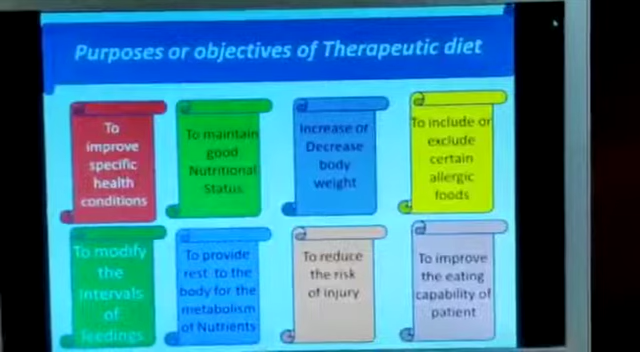 Purposes or objectives of Therapeutic diet
To
improve
specific
health
conditions
To maintain
good
Nutritional
Status
Increase or
Decrease
body
weight
To include or
exclude
certain
allergic
foods
To modify
the
intervals
of
feedings
To provide
rest to the
body for the
metabolism
of Nutrients
To reduce
the risk
of injury
To improve
the eating
capability of
patient